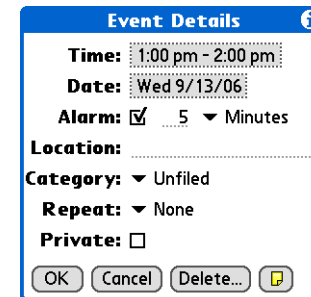 Event Details i
Time: 1:00 pm - 2:00 pm
Date: Wed 9/13/06
Alarm: 5 Minutes
Location:
Category: Unfiled
Repeat: None
Private:
OK Cancel Delete...